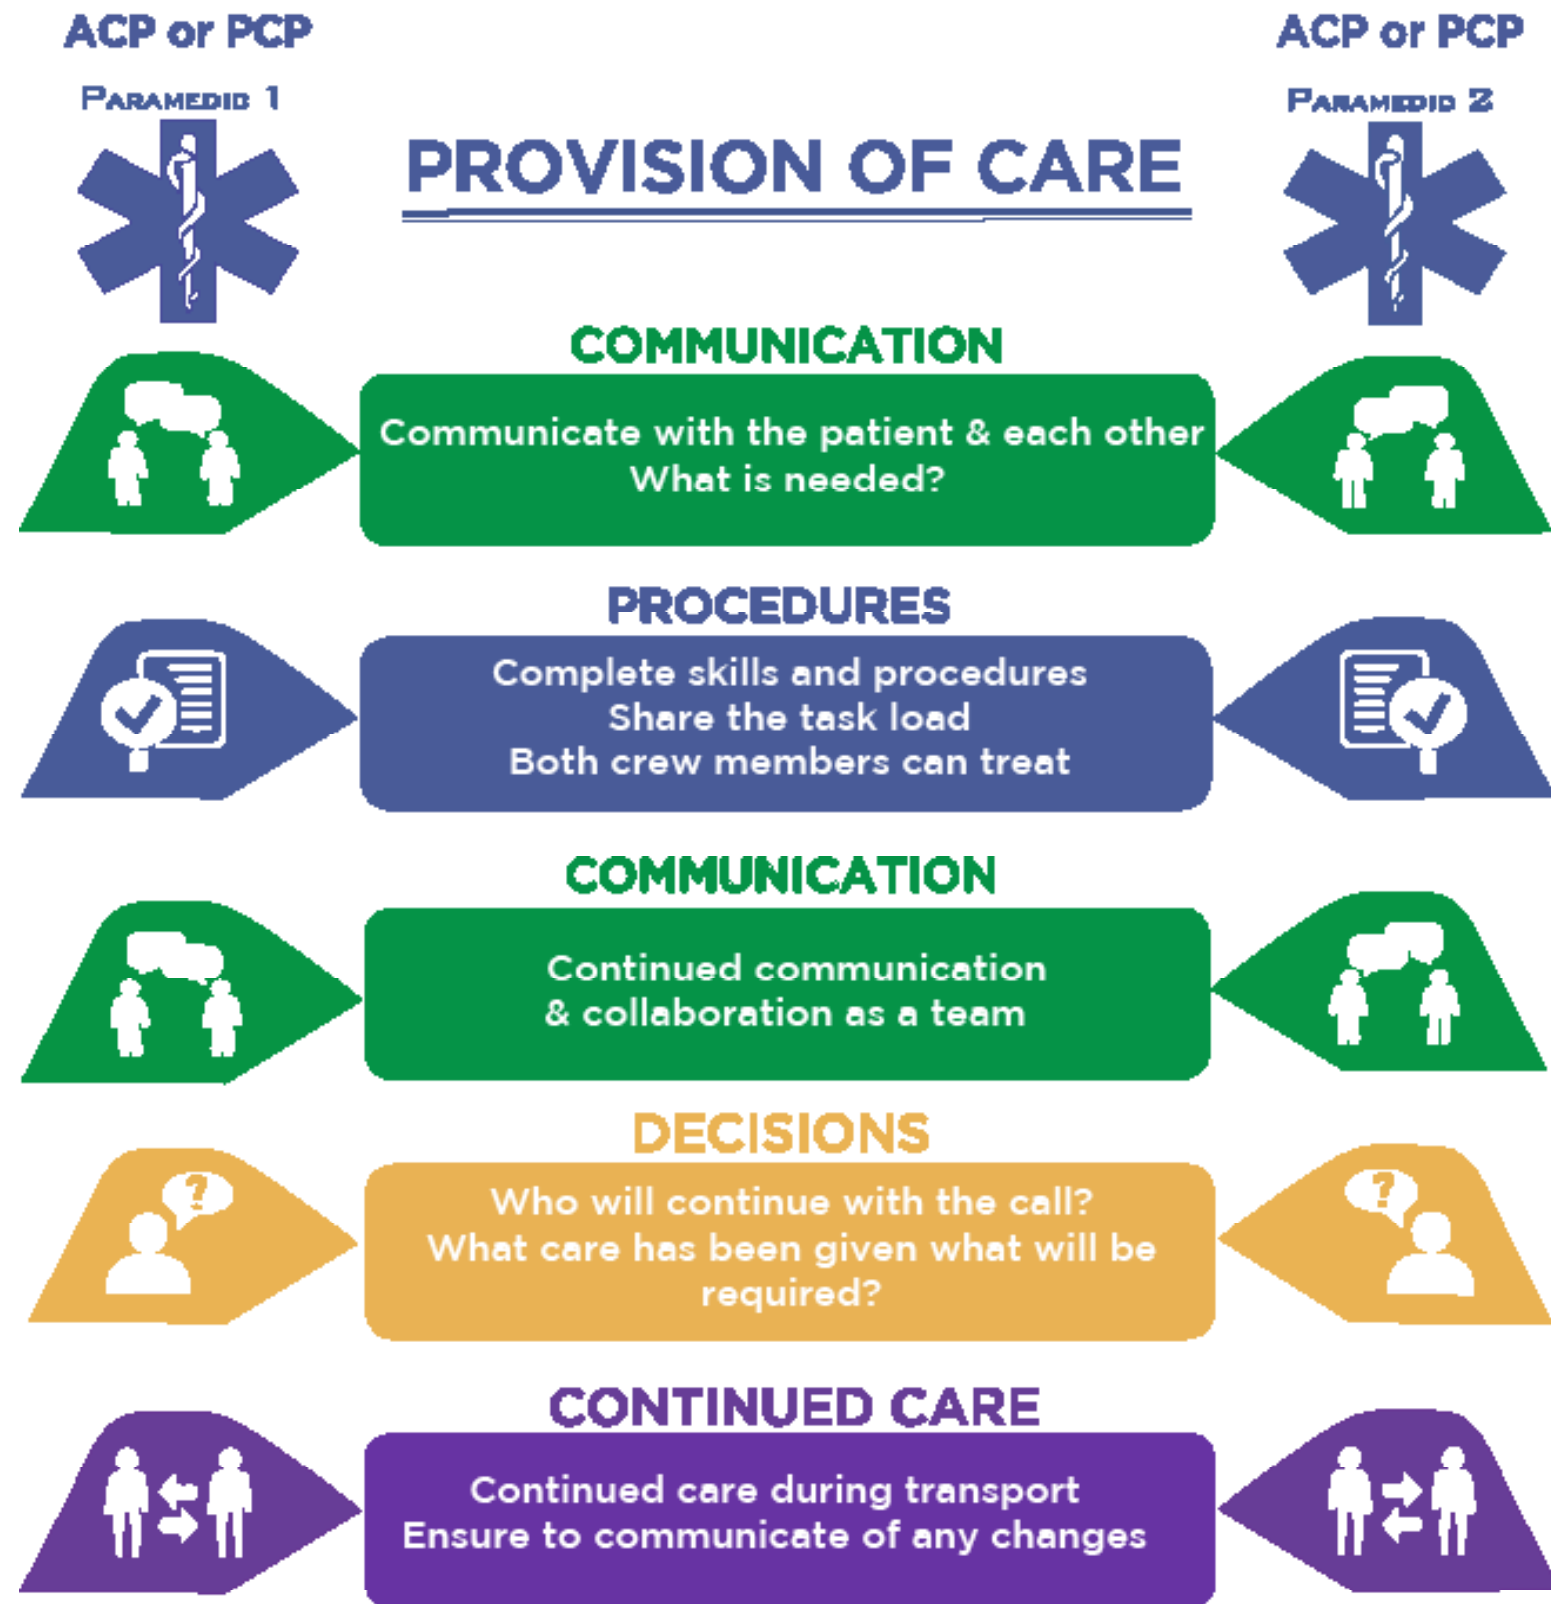 ACP or PCP
ACP or PCP
PARAMEDIC 1
PARAMEDIC 2
PROVISION OF CARE
COMMUNICATION
Communicate with the patient & each other
What is needed?
PROCEDURES
Complete skills and procedures
Share the task load
Both crew members can treat
COMMUNICATION
Continued communication
& collaboration as a team
DECISIONS
?
?
Who will continue with the call?
What care has been given what will be
required?
CONTINUED CARE
Continued care during transport
Ensure to communicate of any changes